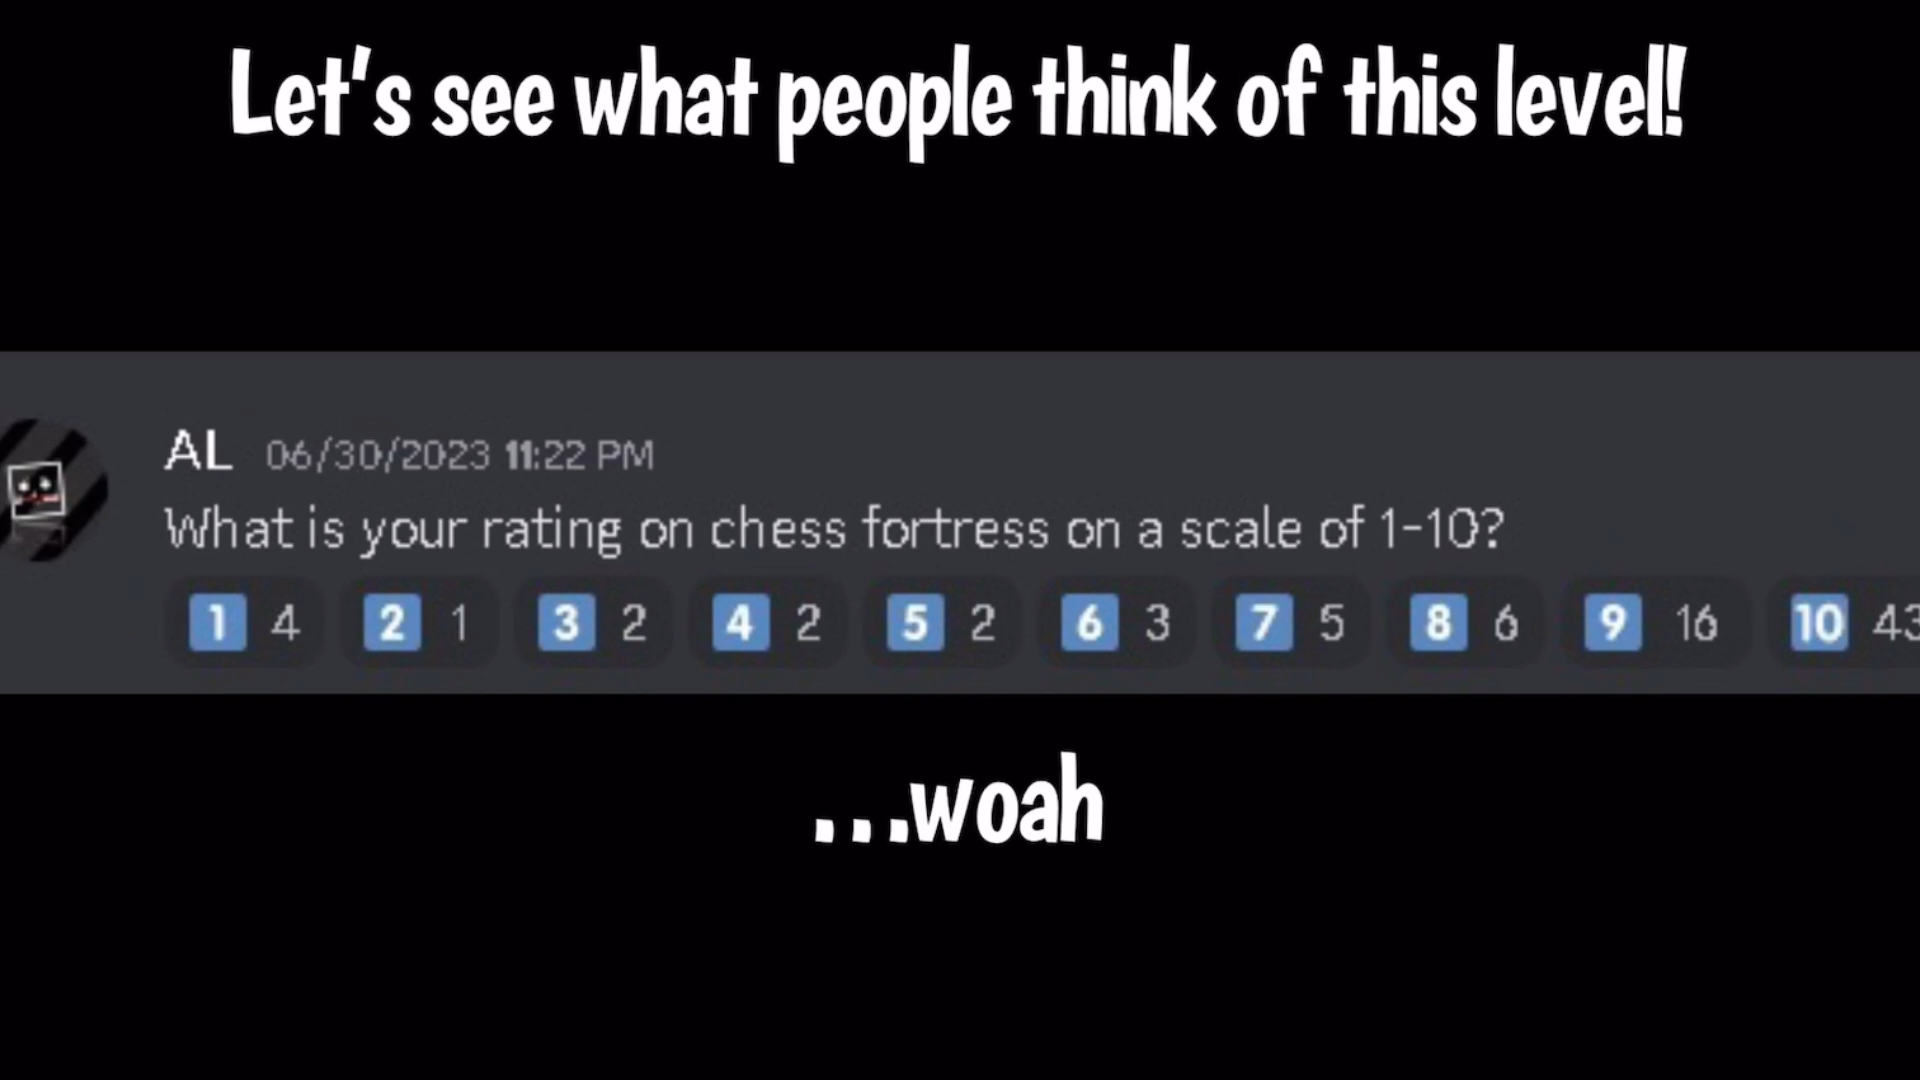 Let's see what people think of this level!
AL 06/30/2023 11:22 PM
What is your rating on chess fortress on a scale of 1-10?
1 4 2 1 3 2 4 2 5 2 6 3 7 5 8 6 9 16 10 43
...woah